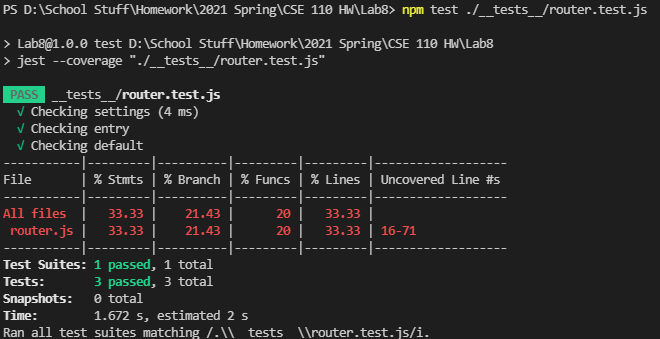 PS D:\School Stuff\Homework\2021 Spring\CSE 110 HW\Lab8> npm test ./__tests__/router.test.js
> Lab8@1.0.0 test D:\School Stuff\Homework\2021 Spring\CSE 110 HW\Lab8
> jest --coverage "./__tests__/router.test.js"
PASS __tests__/router.test.js
√ Checking settings (4 ms)
√ Checking entry
√ Checking default
-----------|---------|----------|---------|---------|-------------------
File       | % Stmts | % Branch | % Funcs | % Lines | Uncovered Line #s
-----------|---------|----------|---------|---------|-------------------
All files  |   33.33 |    21.43 |      20 |   33.33 |
 router.js |   33.33 |    21.43 |      20 |   33.33 | 16-71
-----------|---------|----------|---------|---------|-------------------
Test Suites: 1 passed, 1 total
Tests:       3 passed, 3 total
Snapshots:   0 total
Time:        1.672 s, estimated 2 s
Ran all test suites matching /.\\__tests__\\router.test.js/i.